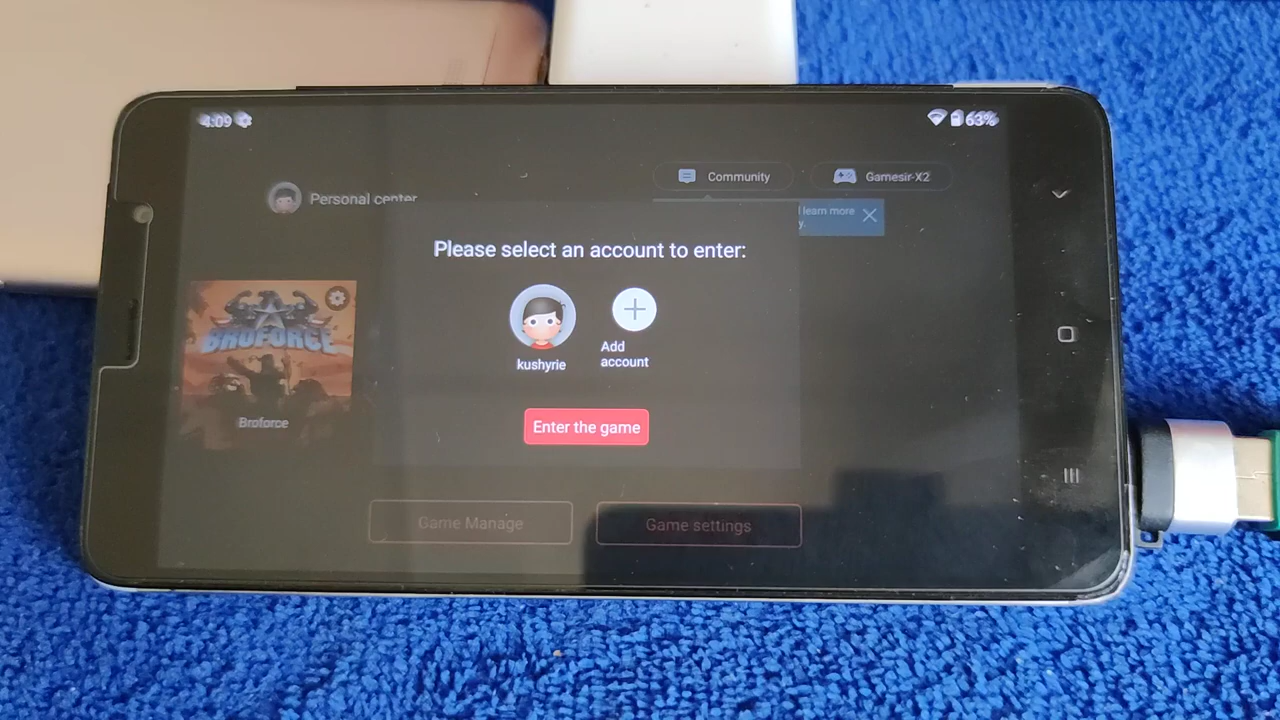 4:09
63%
Community
Gamesir-X2
Personal center
learn more
y.
Please select an account to enter:
BROFORCE
kushyrie
Add
account
Broforce
Enter the game
Game Manage
Game settings